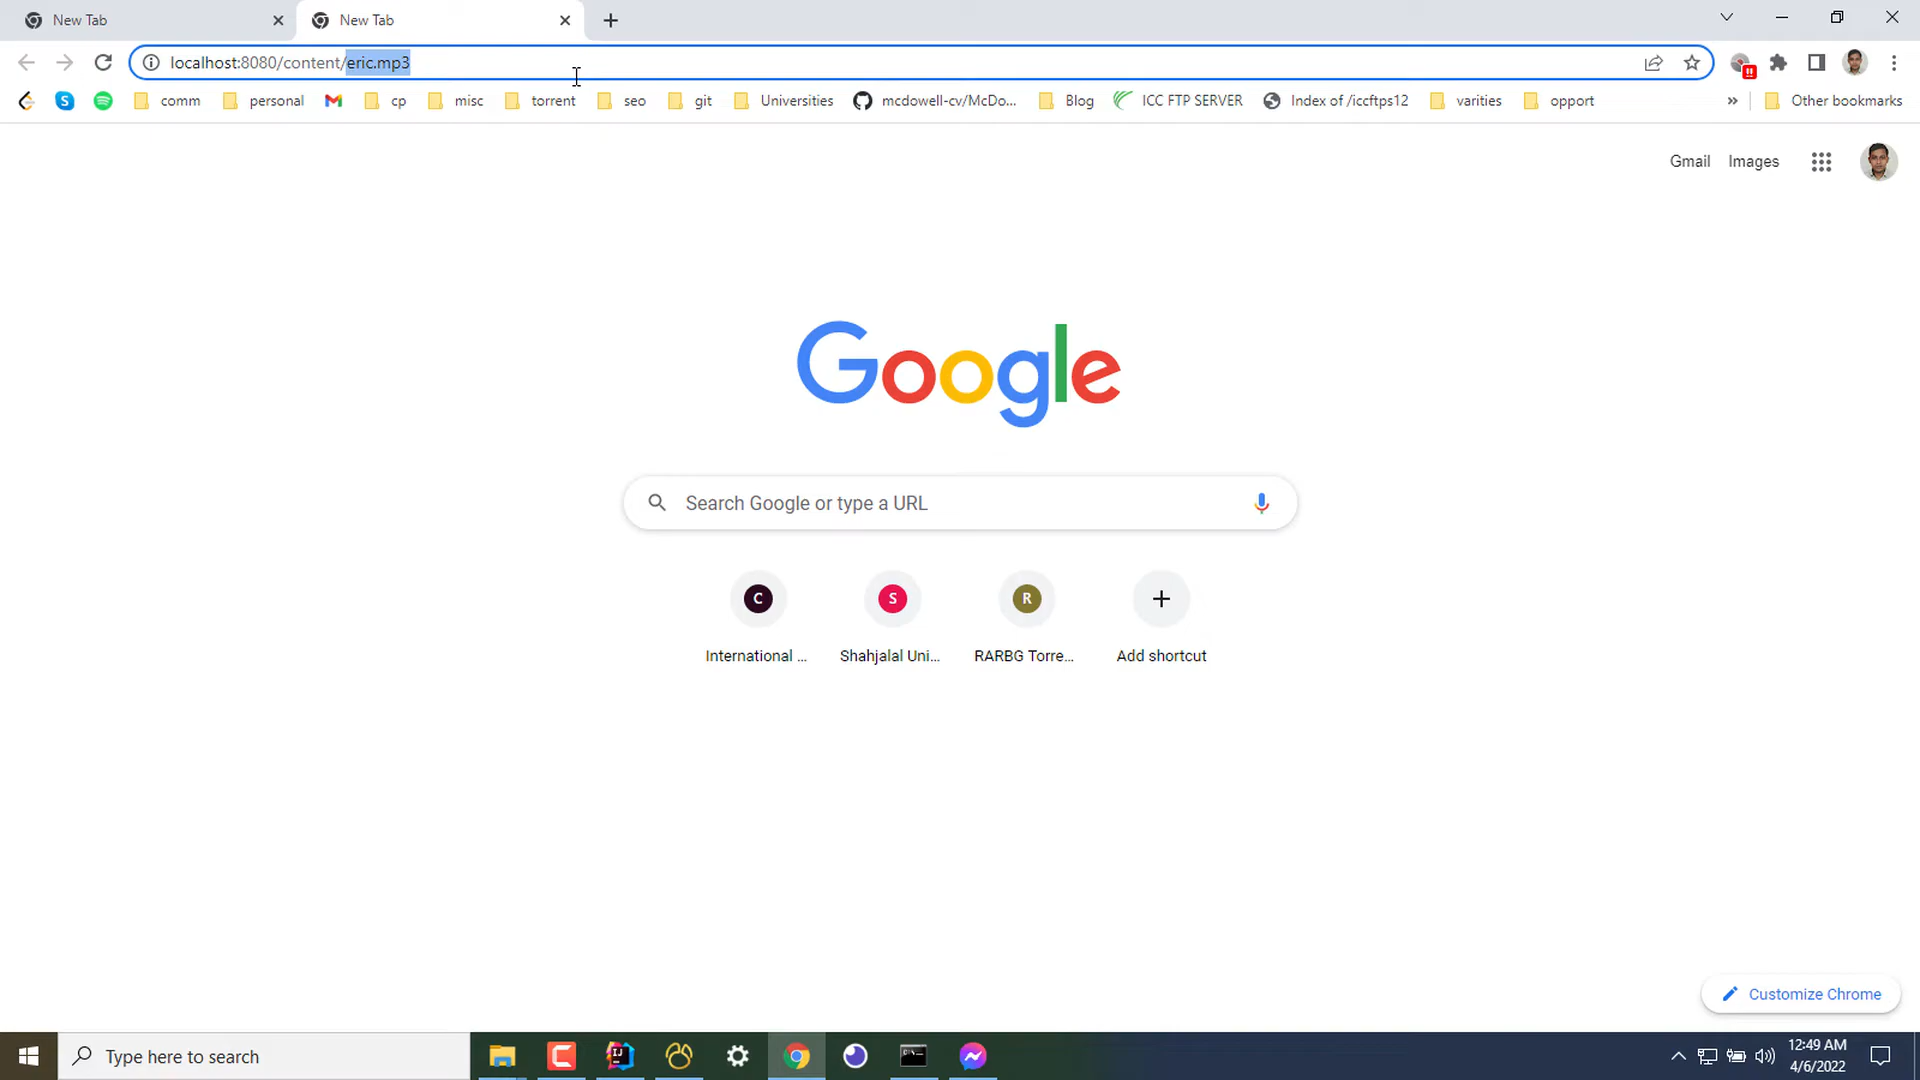 New Tab
New Tab
localhost:8080/content/eric.mp3
comm
personal
cp
misc
torrent
seo
git
Universities
mcdowell-cv/McDo...
Blog
ICC FTP SERVER
Index of /iccftps12
varities
opport
»
Other bookmarks
Gmail
Images
Google
Search Google or type a URL
C
S
R
International ...
Shahjalal Uni...
RARBG Torre...
Add shortcut
Customize Chrome
Type here to search
12:49 AM
4/6/2022